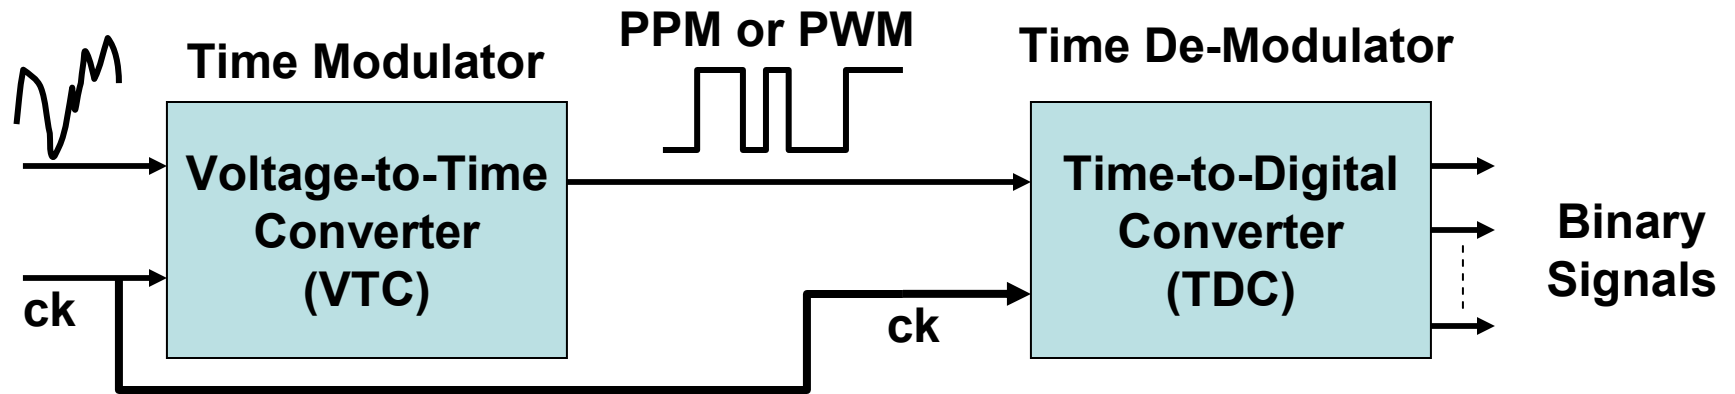 PPM or PWM
Time Modulator
Time De-Modulator
Voltage-to-Time
Converter
(VTC)
ck
Time-to-Digital
Converter
(TDC)
ck
Binary
Signals